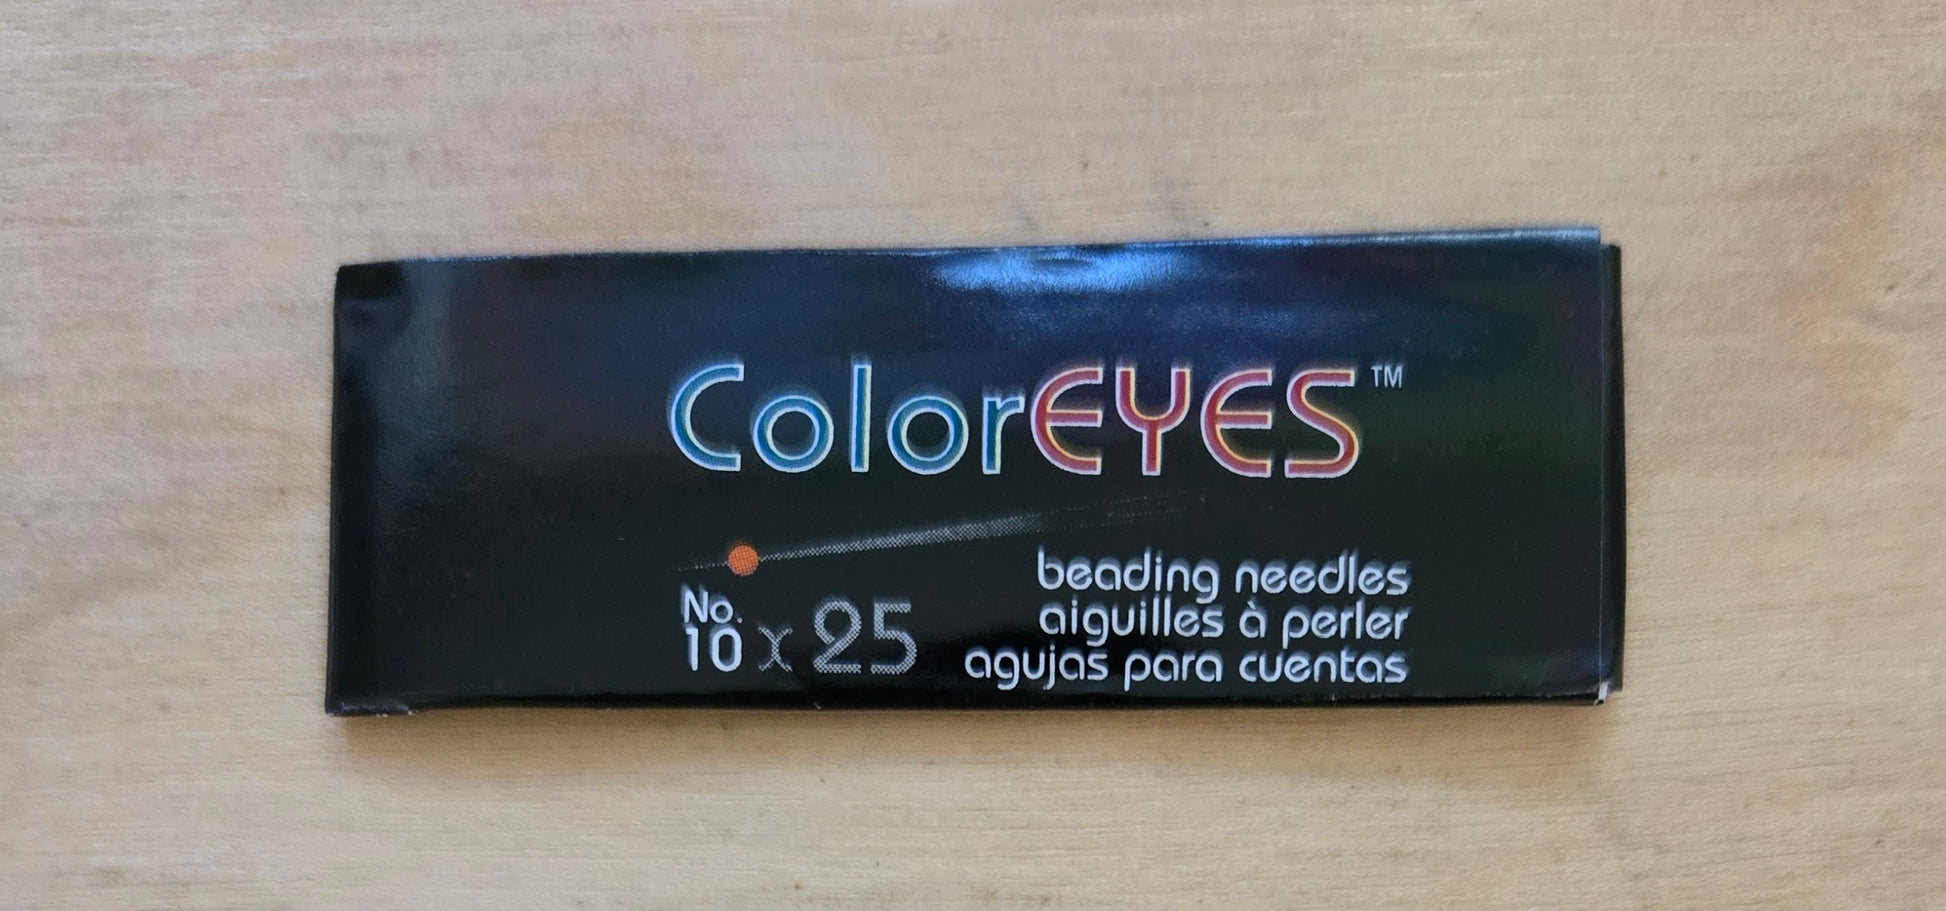 ColorEYES™
beading needles
aiguilles à perler
agujas para cuentas
No.
10 x 25